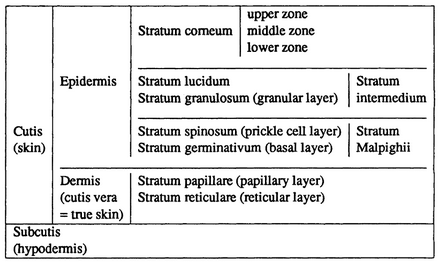 upper zone
Stratum corneum middle zone
lower zone
Epidermis Stratum lucidum Stratum
Stratum granulosum (granular layer) intermedium
Cutis Stratum spinosum (prickle cell layer) Stratum
(skin) Stratum germinativum (basal layer) Malpighii
Dermis Stratum papillare (papillary layer)
(cutis vera Stratum reticulare (reticular layer)
= true skin)
Subcutis
(hypodermis)